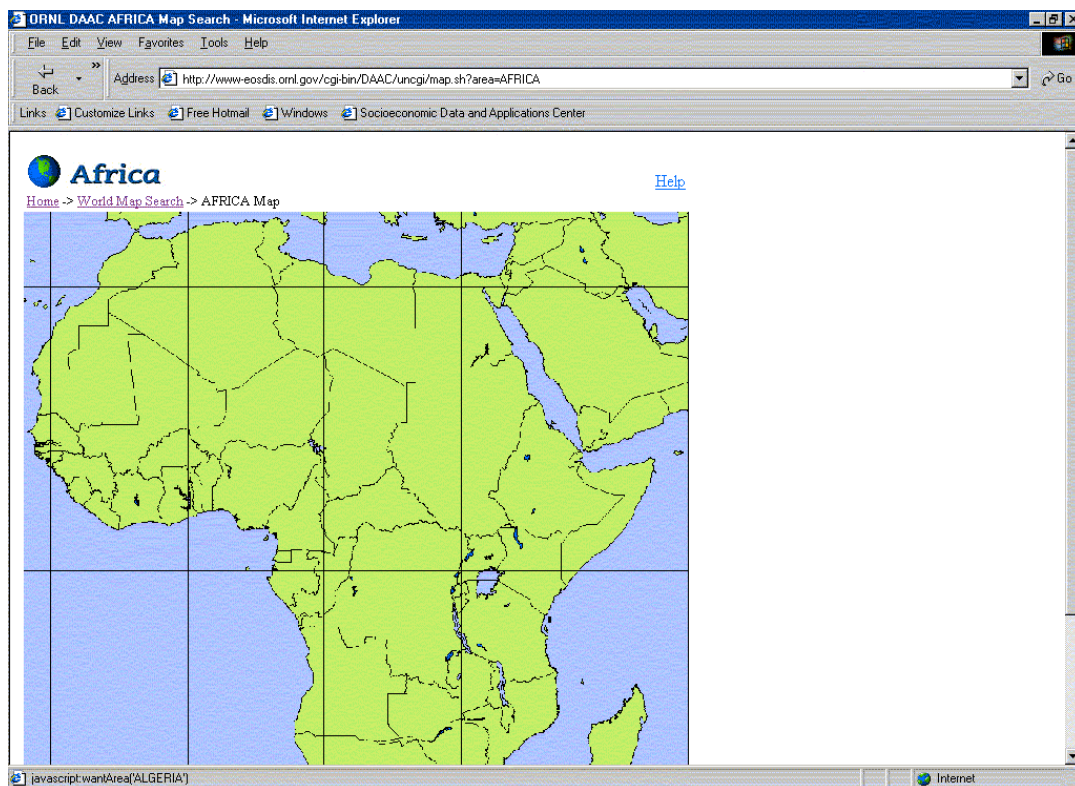 ORNL DAAC AFRICA Map Search - Microsoft Internet Explorer
File Edit View Favorites Tools Help
Back » Address http://www-eosdis.ornl.gov/cgi-bin/DAAC/uncgi/map.sh?area=AFRICA Go
Links Customize Links Free Hotmail Windows Socioeconomic Data and Applications Center
Africa
Help
Home -> World Map Search -> AFRICA Map
javascript:wantArea('ALGERIA') Internet